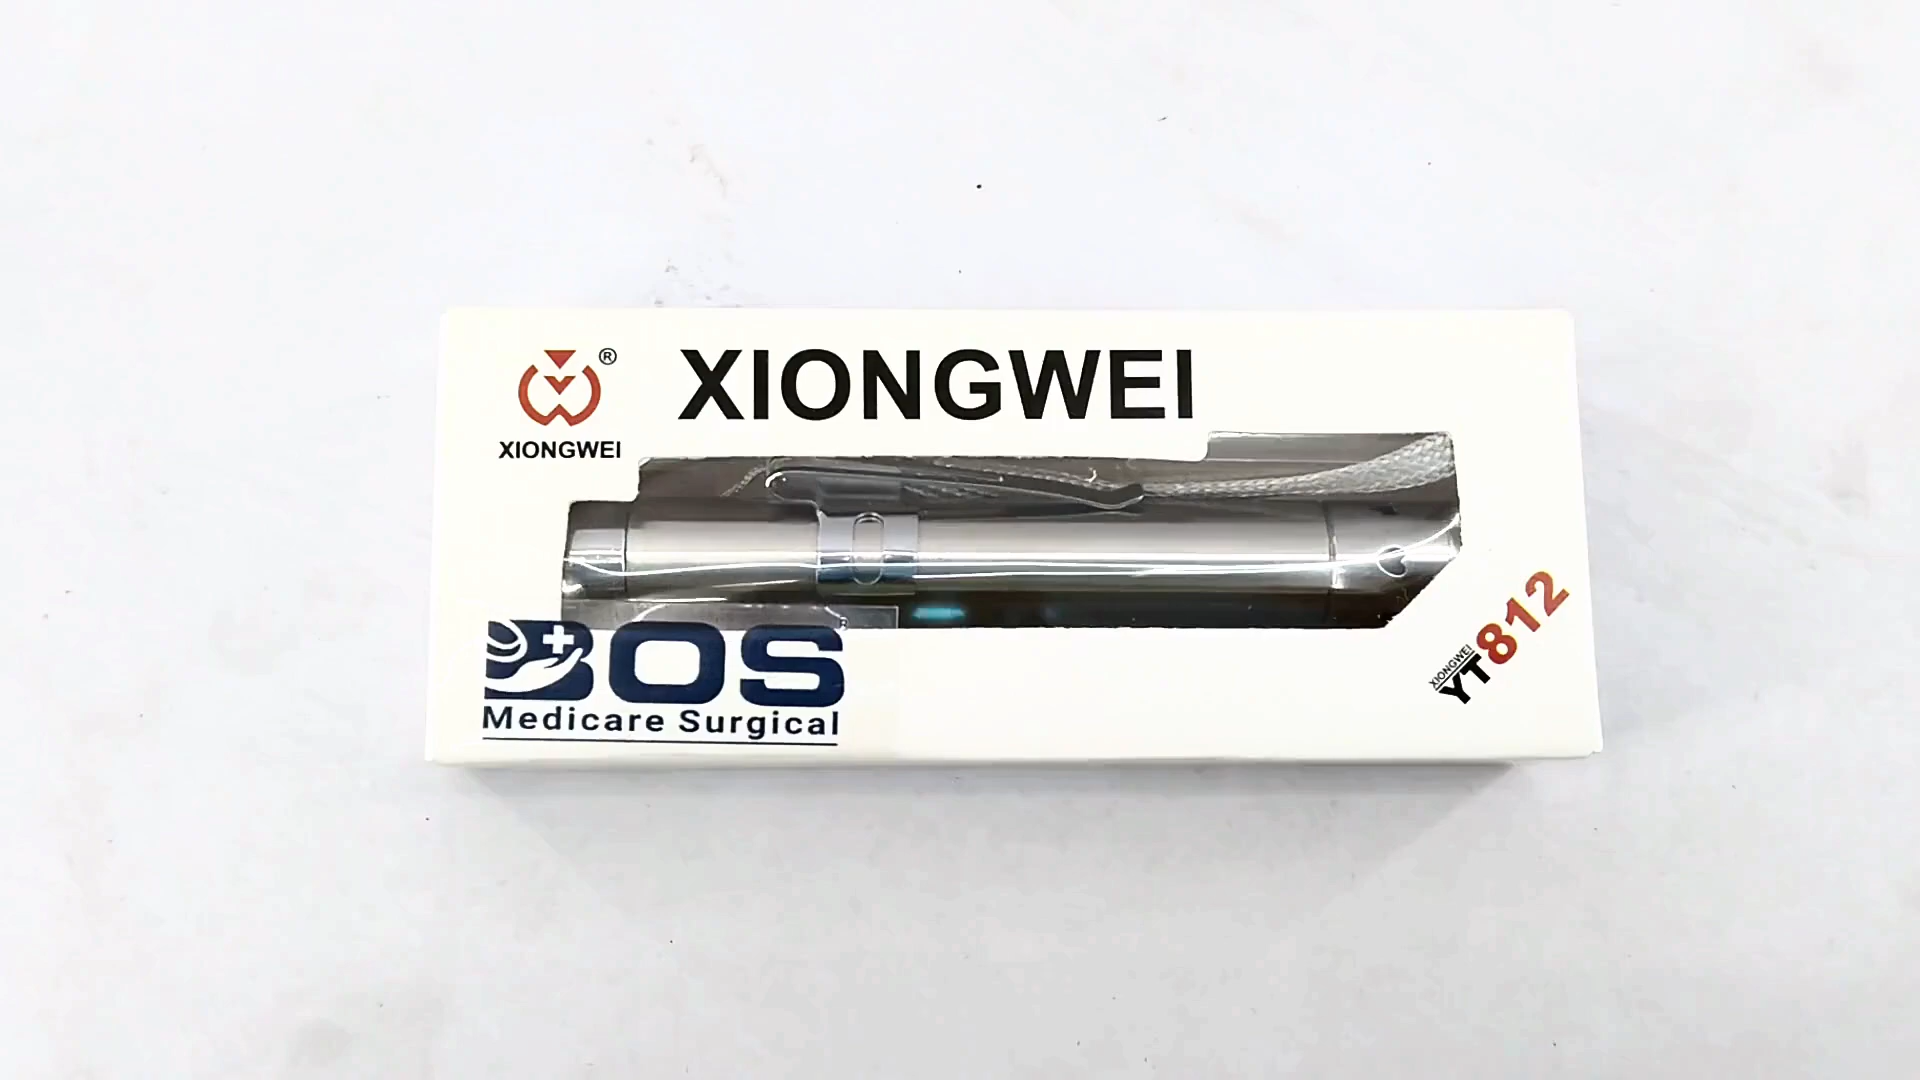 XIONGWEI
®
XIONGWEI
BOS
Medicare Surgical
XIONGWEI
YT812